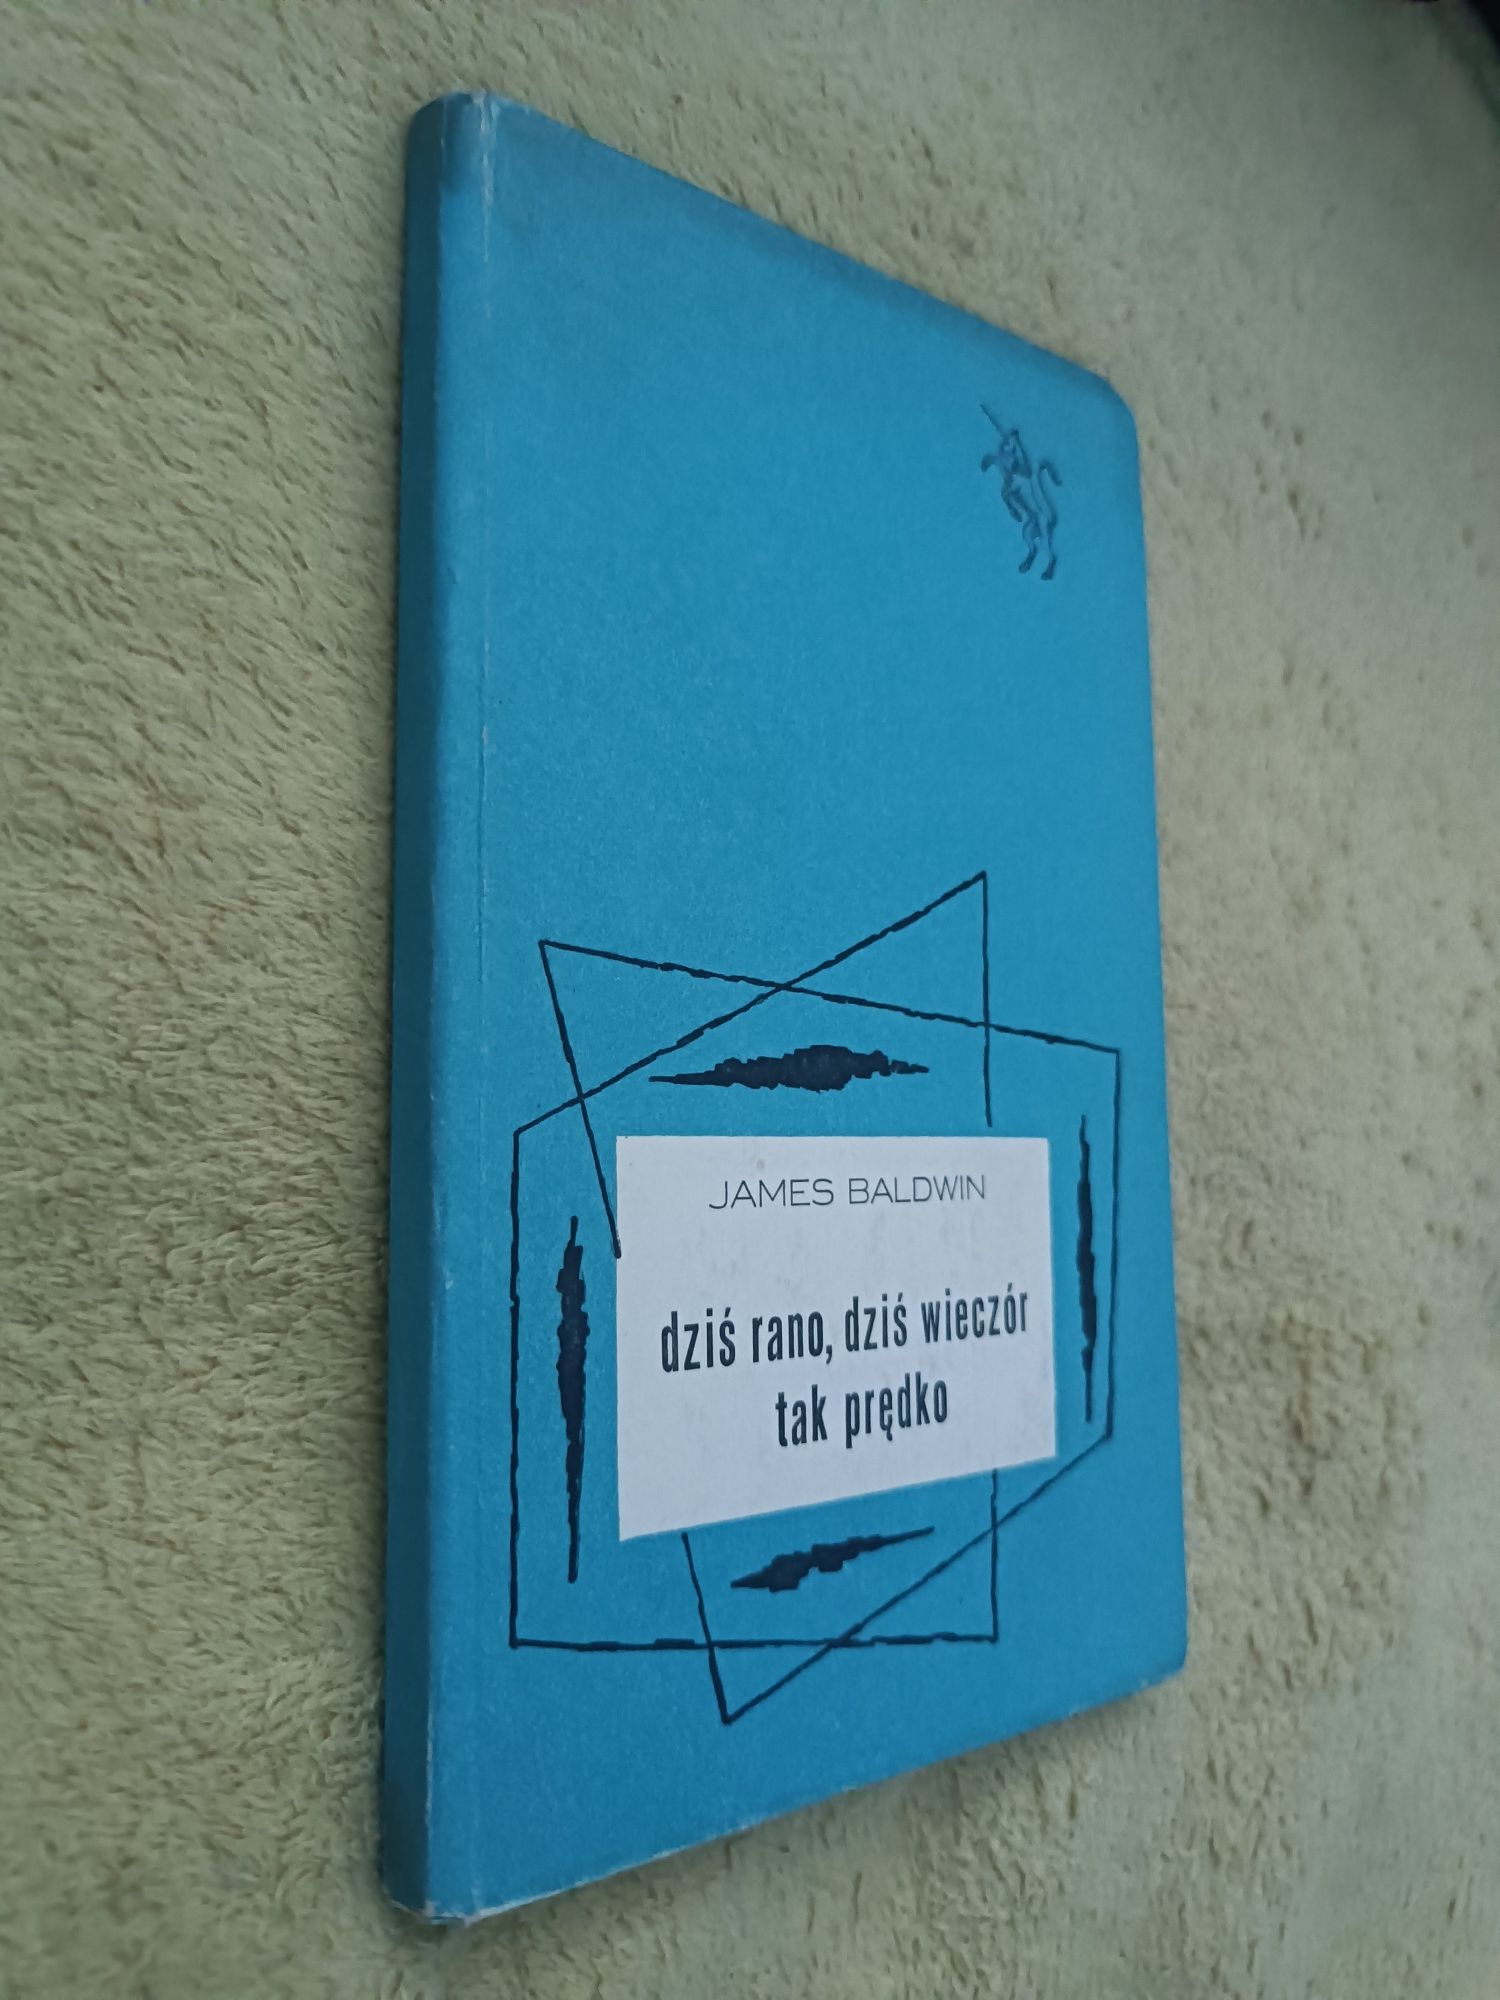 JAMES BALDWIN
dziś rano, dziś wieczór
tak prędko